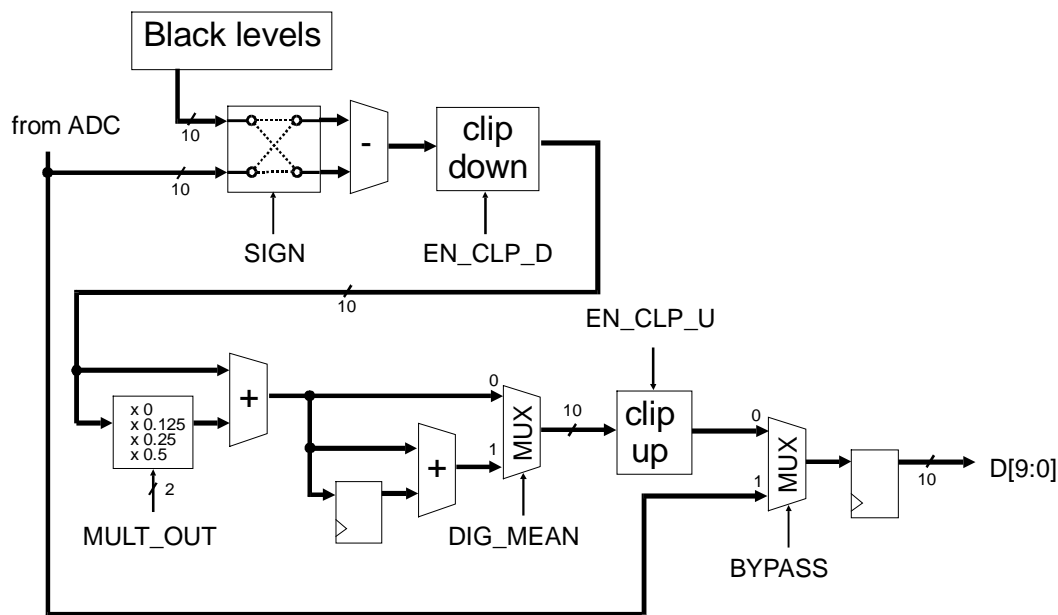 Black levels
from ADC
10
10
-
clip
down
SIGN
EN_CLP_D
10
EN_CLP_U
x 0
x 0.125
x 0.25
x 0.5
+
0
MUX
10
clip
up
0
MUX
D[9:0]
10
+
1
1
2
MULT_OUT
DIG_MEAN
BYPASS